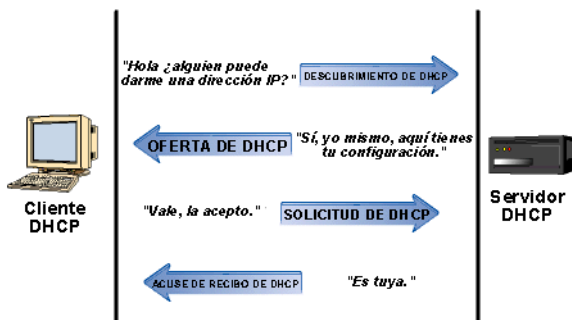 "Hola ¿alguien puede
darme una dirección IP?"
DESCUBRIMIENTO DE DHCP
OFERTA DE DHCP
"Sí, yo mismo, aquí tienes
tu configuración."
Cliente
DHCP
Servidor
DHCP
"Vale, la acepto."
SOLICITUD DE DHCP
ACUSE DE RECIBO DE DHCP
"Es tuya."